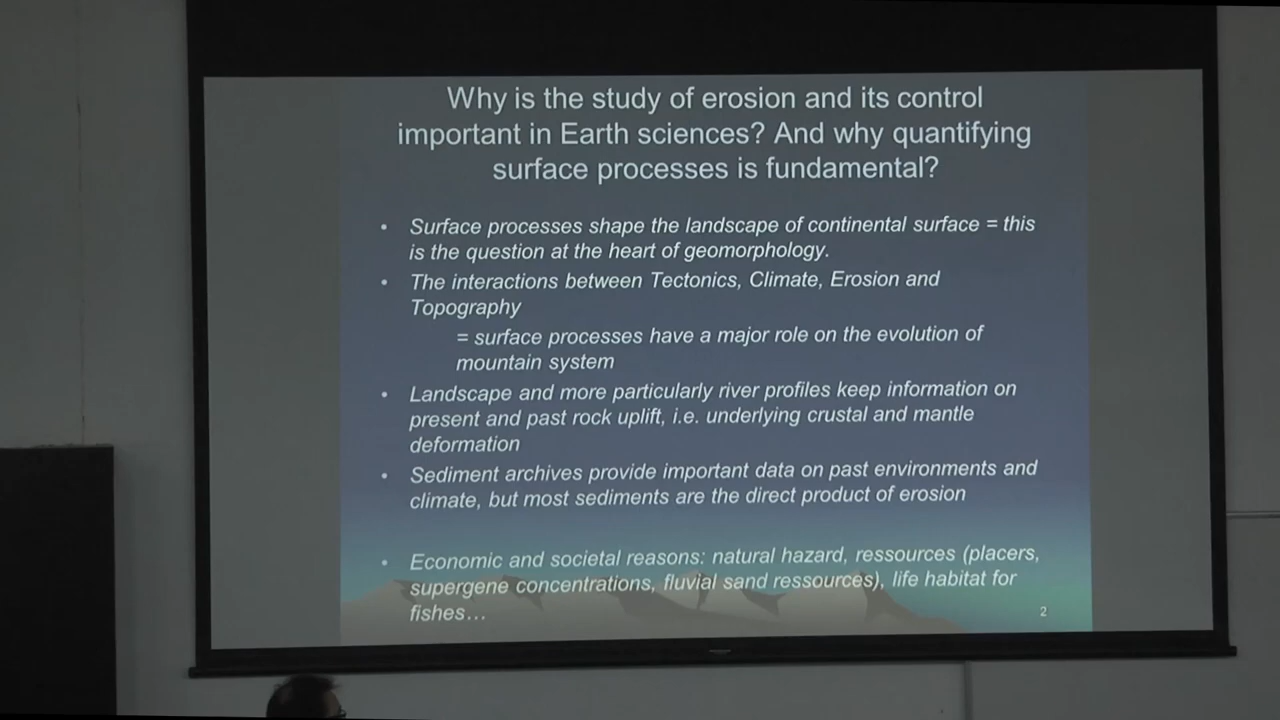 Why is the study of erosion and its control
important in Earth sciences? And why quantifying
surface processes is fundamental?
• Surface processes shape the landscape of continental surface = this
is the question at the heart of geomorphology.
• The interactions between Tectonics, Climate, Erosion and
Topography
= surface processes have a major role on the evolution of
mountain system
• Landscape and more particularly river profiles keep information on
present and past rock uplift, i.e. underlying crustal and mantle
deformation
• Sediment archives provide important data on past environments and
climate, but most sediments are the direct product of erosion
• Economic and societal reasons: natural hazard, ressources (placers,
supergene concentrations, fluvial sand ressources), life habitat for
fishes…
2